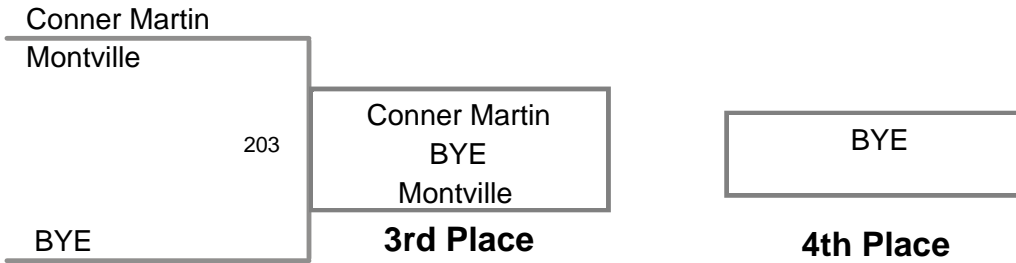 Conner Martin
Montville
203
BYE
Conner Martin
BYE
Montville
3rd Place
BYE
4th Place